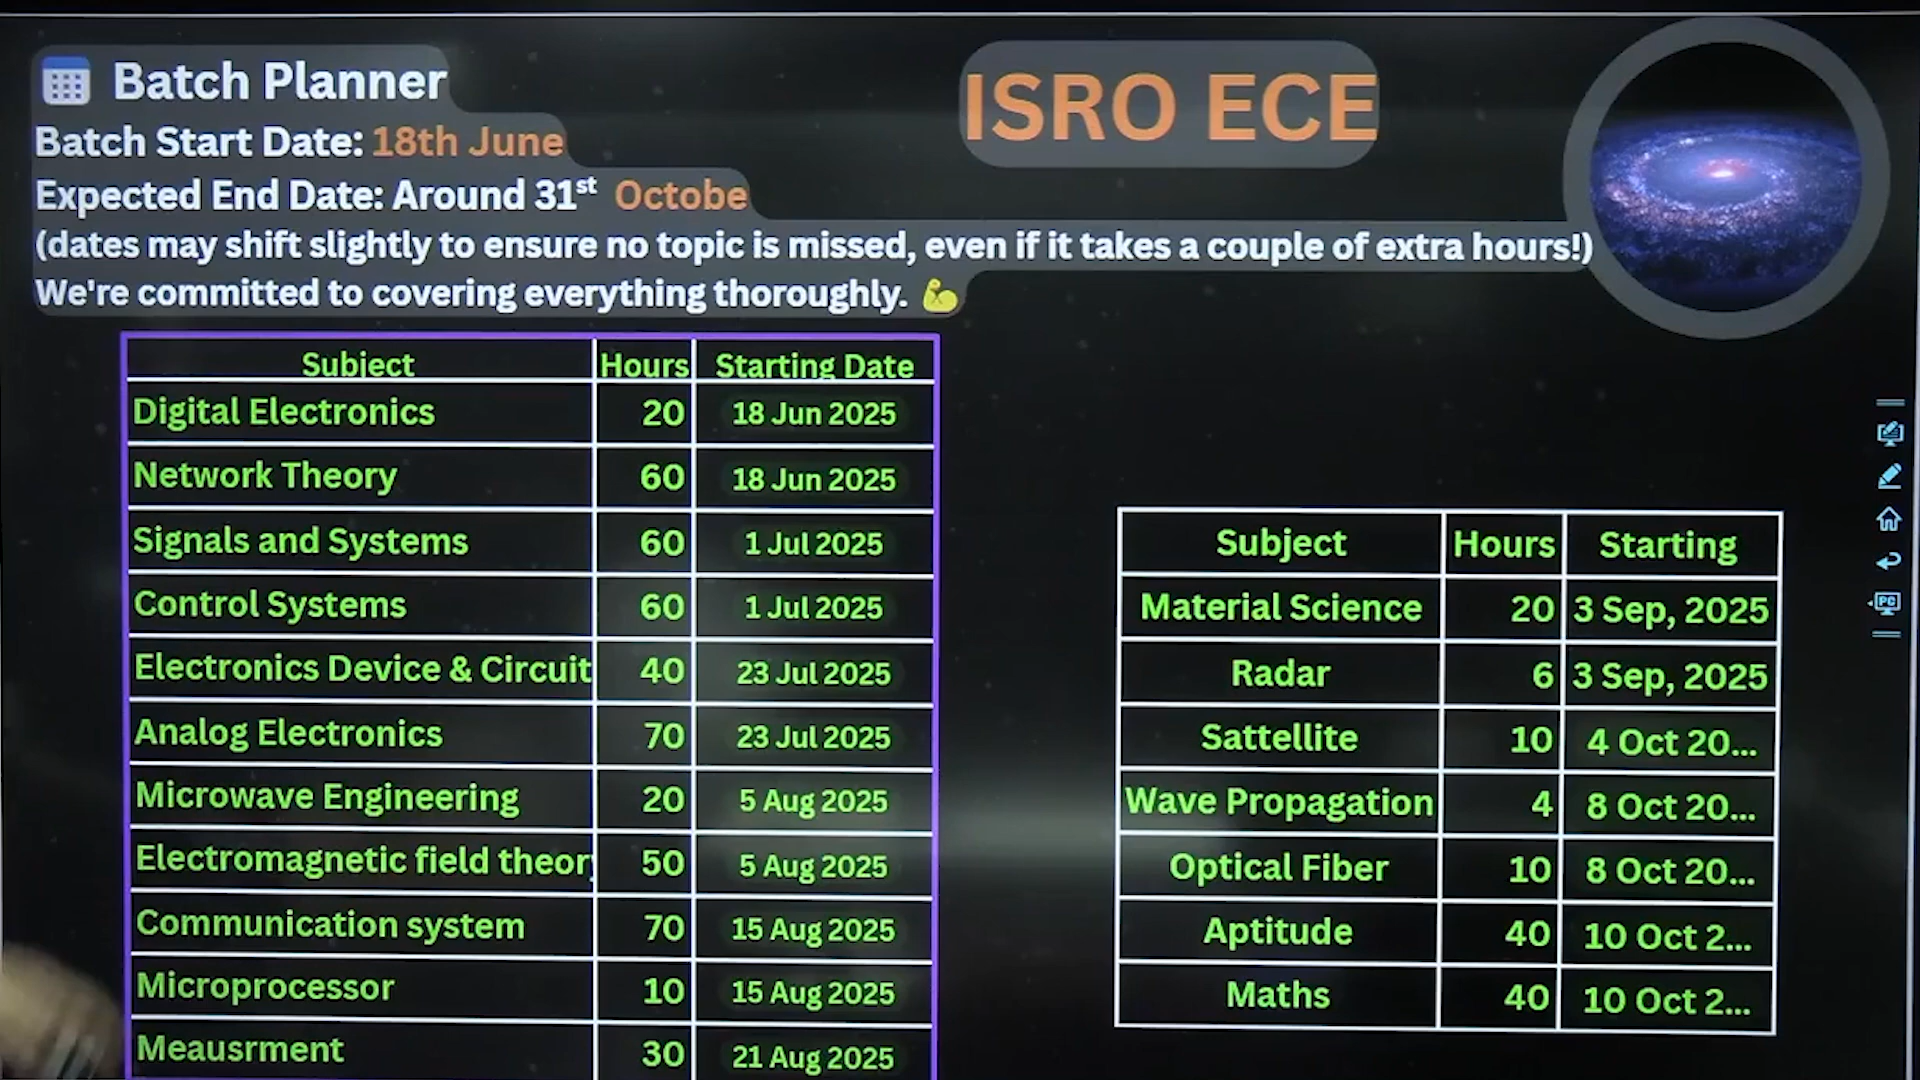 Batch Planner
ISRO ECE
Batch Start Date: 18th June
Expected End Date: Around 31st Octobe
(dates may shift slightly to ensure no topic is missed, even if it takes a couple of extra hours!)
We're committed to covering everything thoroughly. 💪
Subject Hours Starting Date
Digital Electronics 20 18 Jun 2025
Network Theory 60 18 Jun 2025
Signals and Systems 60 1 Jul 2025
Control Systems 60 1 Jul 2025
Electronics Device & Circuit 40 23 Jul 2025
Analog Electronics 70 23 Jul 2025
Microwave Engineering 20 5 Aug 2025
Electromagnetic field theory 50 5 Aug 2025
Communication system 70 15 Aug 2025
Microprocessor 10 15 Aug 2025
Meausrment 30 21 Aug 2025
Subject Hours Starting
Material Science 20 3 Sep, 2025
Radar 6 3 Sep, 2025
Sattellite 10 4 Oct 20...
Wave Propagation 4 8 Oct 20...
Optical Fiber 10 8 Oct 20...
Aptitude 40 10 Oct 2...
Maths 40 10 Oct 2...
PC